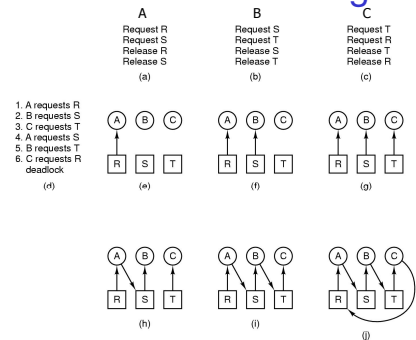 A B C
Request R Request S Request T
Request S Request T Request R
Release R Release S Release T
Release S Release T Release R
(a) (b) (c)
1. A requests R
2. B requests S
3. C requests T
4. A requests S
5. B requests T
6. C requests R
deadlock
(d)
A B C A B C A B C
R S T R S T R S T
(e) (f) (g)
A B C A B C A B C
R S T R S T R S T
(h) (i) (j)